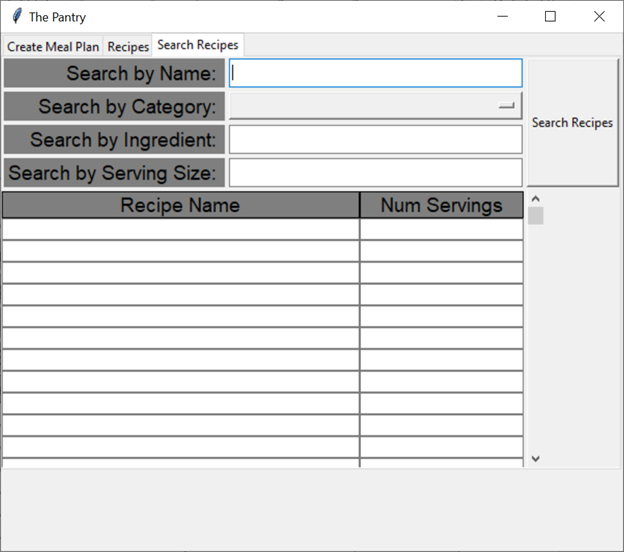 The Pantry
Create Meal Plan Recipes Search Recipes
Search by Name:
Search by Category:
Search by Ingredient:
Search by Serving Size:
Search Recipes
Recipe Name Num Servings